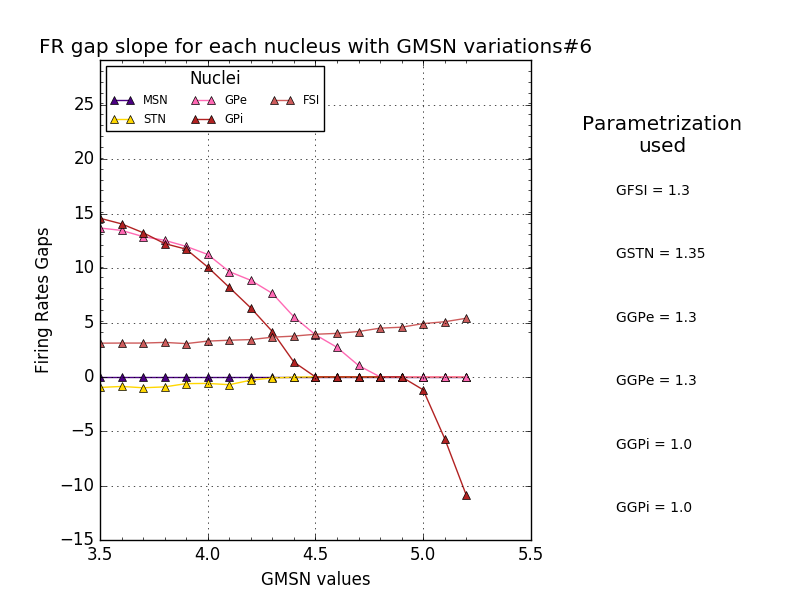 FR gap slope for each nucleus with GMSN variations#6
Nuclei
MSN GPe FSI
STN GPi
Firing Rates Gaps
25
20
15
10
5
0
−5
−10
−15
3.5 4.0 4.5 5.0 5.5
GMSN values
Parametrization
used
GFSI = 1.3
GSTN = 1.35
GGPe = 1.3
GGPe = 1.3
GGPi = 1.0
GGPi = 1.0